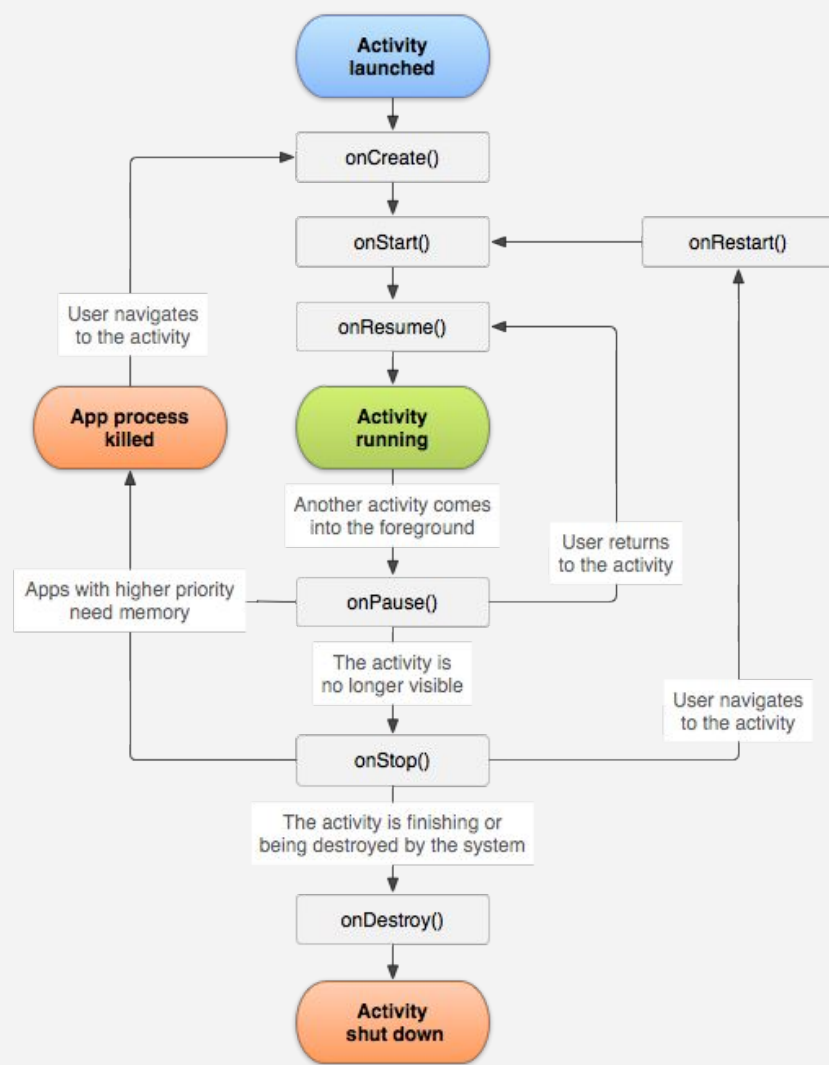 Activity
launched
onCreate()
onStart()
onRestart()
User navigates
to the activity
onResume()
App process
killed
Activity
running
Another activity comes
into the foreground
User returns
to the activity
Apps with higher priority
need memory
onPause()
The activity is
no longer visible
User navigates
to the activity
onStop()
The activity is finishing or
being destroyed by the system
onDestroy()
Activity
shut down